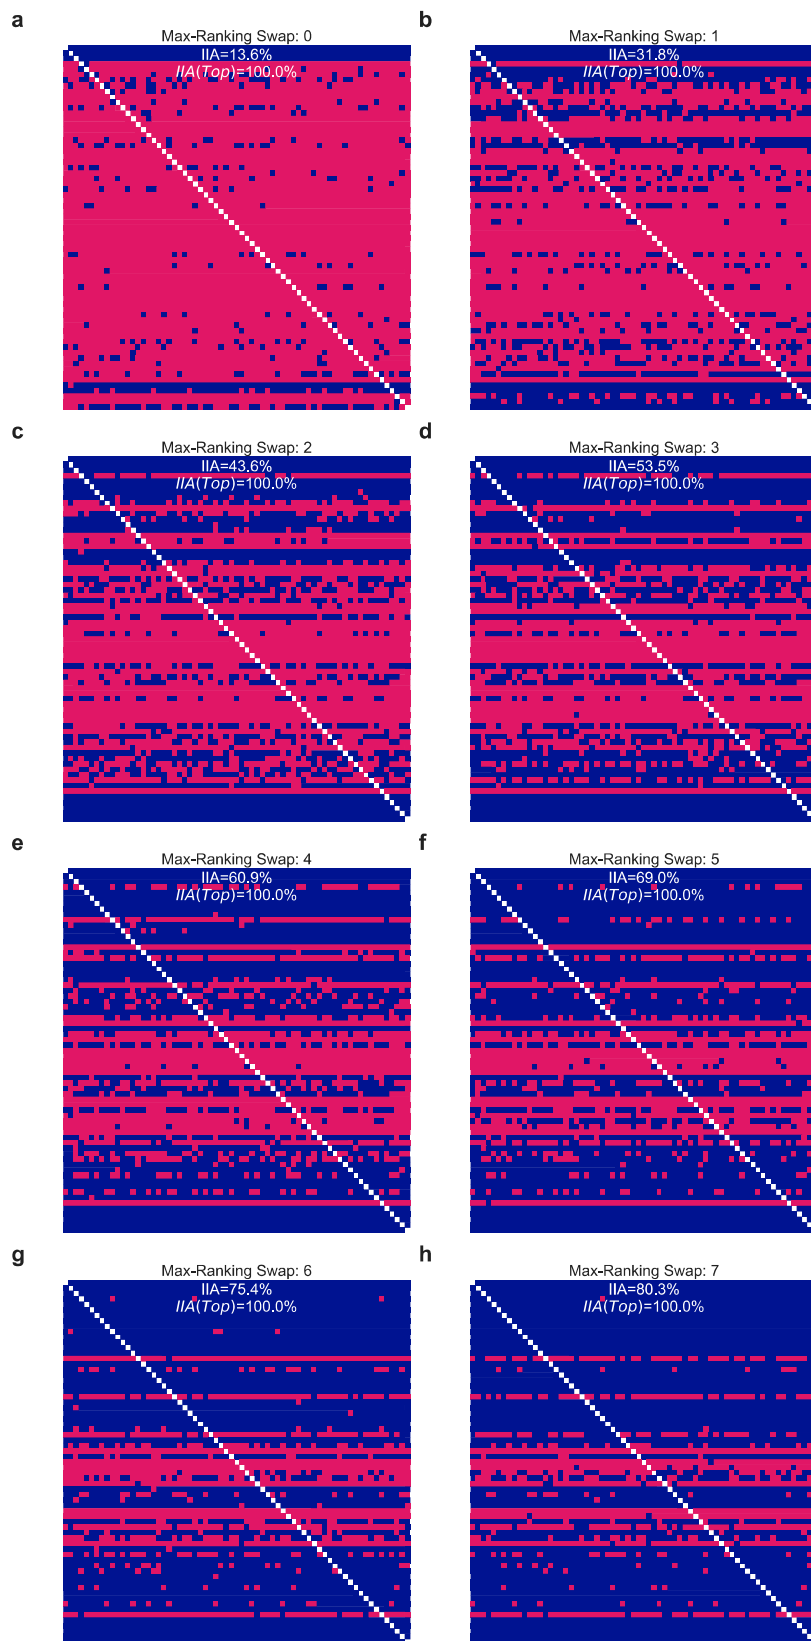 a
Max-Ranking Swap: 0
IIA=13.6%
IIA(Top)=100.0%
b
Max-Ranking Swap: 1
IIA=31.8%
IIA(Top)=100.0%
c
Max-Ranking Swap: 2
IIA=43.6%
IIA(Top)=100.0%
d
Max-Ranking Swap: 3
IIA=53.5%
IIA(Top)=100.0%
e
Max-Ranking Swap: 4
IIA=60.9%
IIA(Top)=100.0%
f
Max-Ranking Swap: 5
IIA=69.0%
IIA(Top)=100.0%
g
Max-Ranking Swap: 6
IIA=75.4%
IIA(Top)=100.0%
h
Max-Ranking Swap: 7
IIA=80.3%
IIA(Top)=100.0%